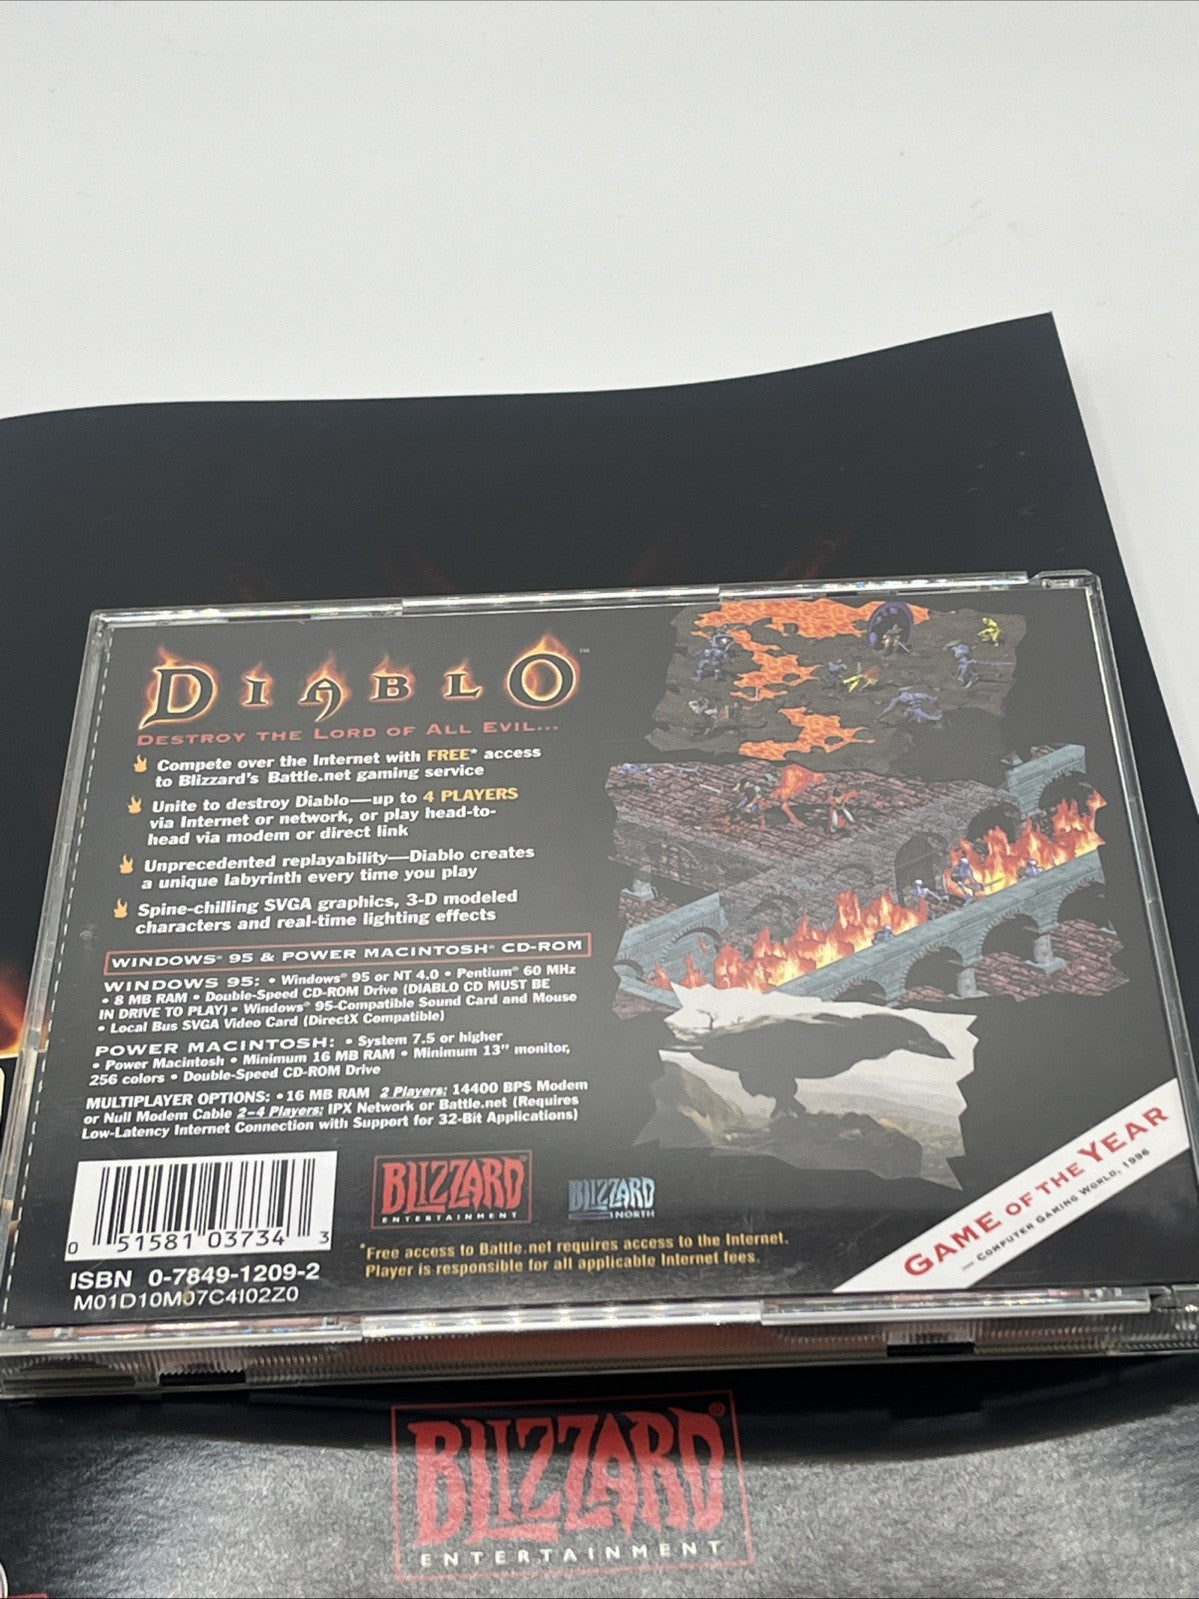 DIABLO™
DESTROY THE LORD OF ALL EVIL...
Compete over the Internet with FREE* access
to Blizzard's Battle.net gaming service
Unite to destroy Diablo—up to 4 PLAYERS
via Internet or network, or play head-to-
head via modem or direct link
Unprecedented replayability—Diablo creates
a unique labyrinth every time you play
Spine-chilling SVGA graphics, 3-D modeled
characters and real-time lighting effects
WINDOWS® 95 & POWER MACINTOSH® CD-ROM
WINDOWS 95: • Windows® 95 or NT 4.0 • Pentium® 60 MHz
• 8 MB RAM • Double-Speed CD-ROM Drive (DIABLO CD MUST BE
IN DRIVE TO PLAY) • Windows® 95-Compatible Sound Card and Mouse
• Local Bus SVGA Video Card (DirectX Compatible)
POWER MACINTOSH: • System 7.5 or higher
• Power Macintosh • Minimum 16 MB RAM • Minimum 13" monitor,
256 colors • Double-Speed CD-ROM Drive
MULTIPLAYER OPTIONS: • 16 MB RAM 2 Players: 14400 BPS Modem
or Null Modem Cable 2–4 Players: IPX Network or Battle.net (Requires
Low-Latency Internet Connection with Support for 32-Bit Applications)
0 51581 03734 3
ISBN 0-7849-1209-2
M01D10M07C4I02Z0
BLIZZARD®
ENTERTAINMENT
BLIZZARD
NORTH
*Free access to Battle.net requires access to the Internet.
Player is responsible for all applicable Internet fees.
GAME OF THE YEAR
— COMPUTER GAMING WORLD, 1996
BLIZZARD®
ENTERTAINMENT